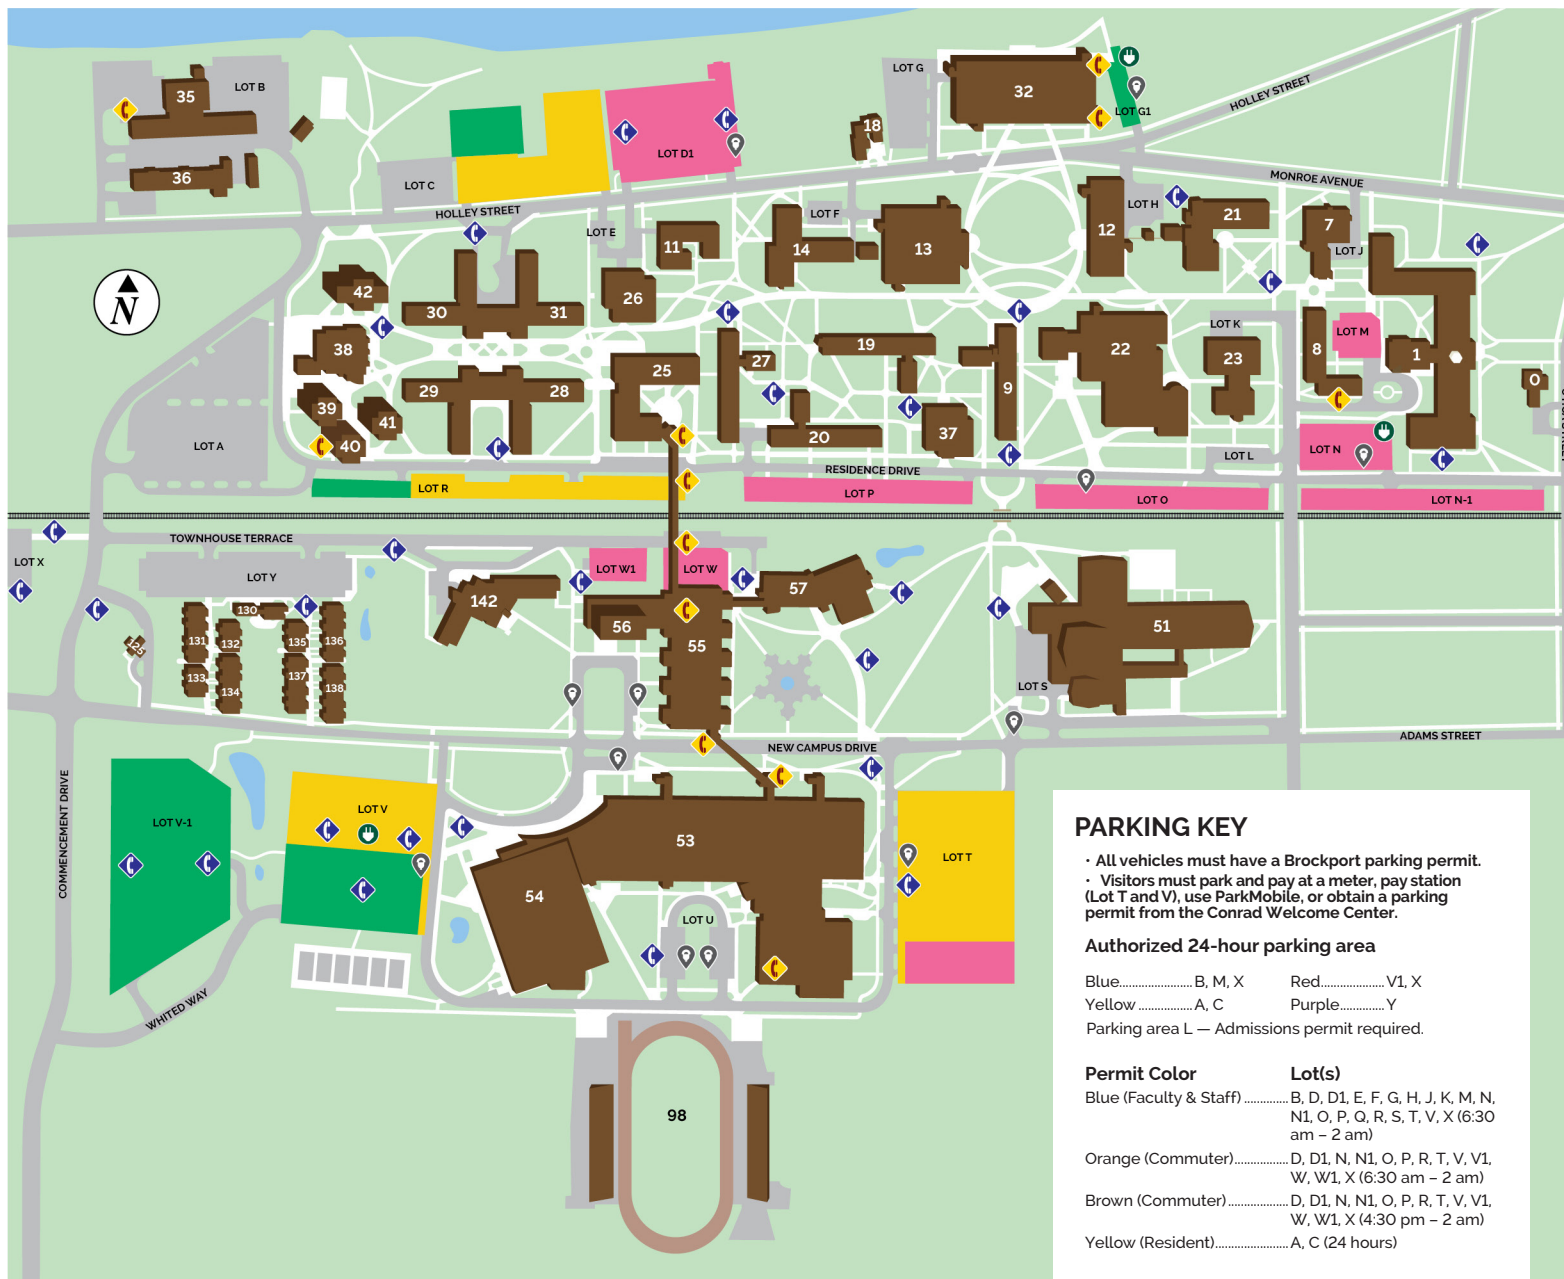 LOT B
35
36
LOT C
LOT D1
HOLLEY STREET
LOT E
18
LOT G
32
LOT G1
HOLLEY STREET
MONROE AVENUE
LOT F
LOT H
21
7
LOT J
11
14
13
12
N
42
30
31
26
38
29
28
25
27
19
9
22
LOT K
23
8
LOT M
1
0
39
40
41
20
37
LOT A
LOT L
LOT N
RESIDENCE DRIVE
LOT R
LOT P
LOT O
LOT N-1
TOWNHOUSE TERRACE
LOT X
LOT Y
LOT W1
LOT W
57
142
56
55
51
130
131
132
135
136
125
133
134
137
138
LOT S
NEW CAMPUS DRIVE
ADAMS STREET
COMMENCEMENT DRIVE
LOT V-1
LOT V
53
54
LOT T
LOT U
WHITED WAY
98
PARKING KEY
• All vehicles must have a Brockport parking permit.
• Visitors must park and pay at a meter, pay station
(Lot T and V), use ParkMobile, or obtain a parking
permit from the Conrad Welcome Center.
Authorized 24-hour parking area
Blue........................B, M, X Red.....................V1, X
Yellow ..................A, C Purple...............Y
Parking area L — Admissions permit required.
Permit Color Lot(s)
Blue (Faculty & Staff) ..............B, D, D1, E, F, G, H, J, K, M, N,
N1, O, P, Q, R, S, T, V, X (6:30
am – 2 am)
Orange (Commuter).................D, D1, N, N1, O, P, R, T, V, V1,
W, W1, X (6:30 am – 2 am)
Brown (Commuter) ...................D, D1, N, N1, O, P, R, T, V, V1,
W, W1, X (4:30 pm – 2 am)
Yellow (Resident).......................A, C (24 hours)